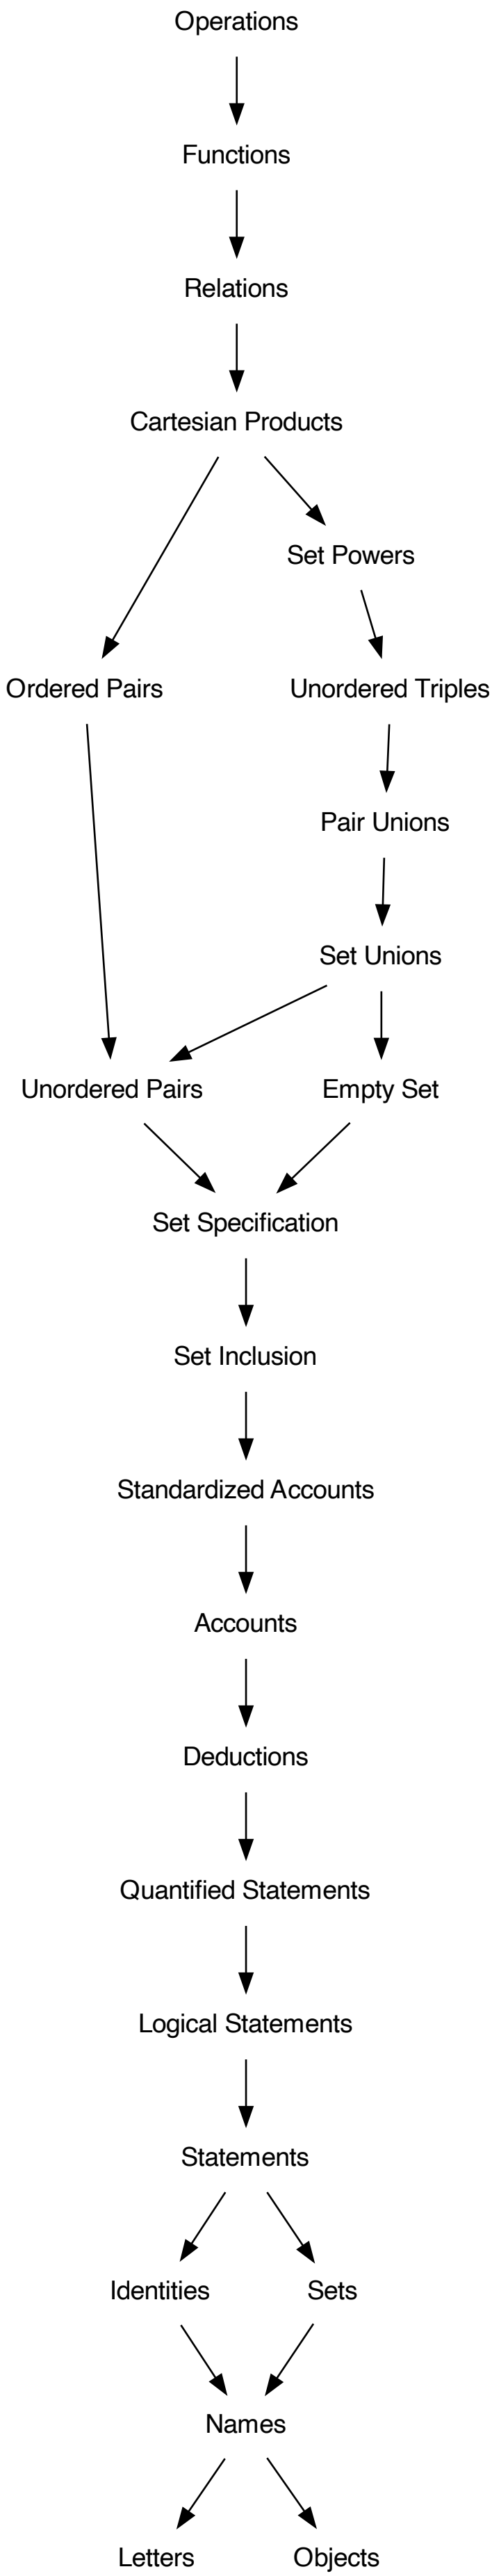 Operations
Functions
Relations
Cartesian Products
Set Powers
Ordered Pairs
Unordered Triples
Pair Unions
Set Unions
Unordered Pairs
Empty Set
Set Specification
Set Inclusion
Standardized Accounts
Accounts
Deductions
Quantified Statements
Logical Statements
Statements
Identities
Sets
Names
Letters
Objects